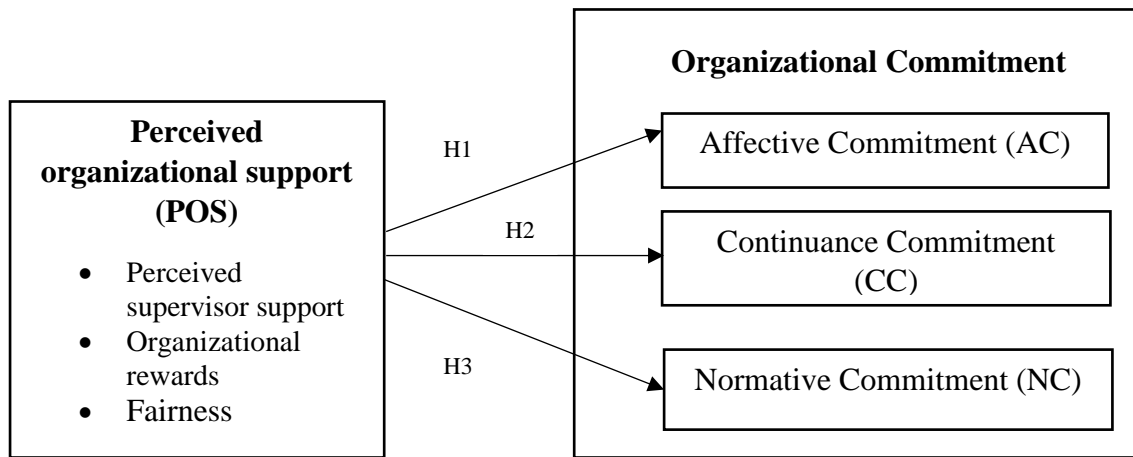 Perceived
organizational support
(POS)
• Perceived
supervisor support
• Organizational
rewards
• Fairness
H1
H2
H3
Organizational Commitment
Affective Commitment (AC)
Continuance Commitment
(CC)
Normative Commitment (NC)